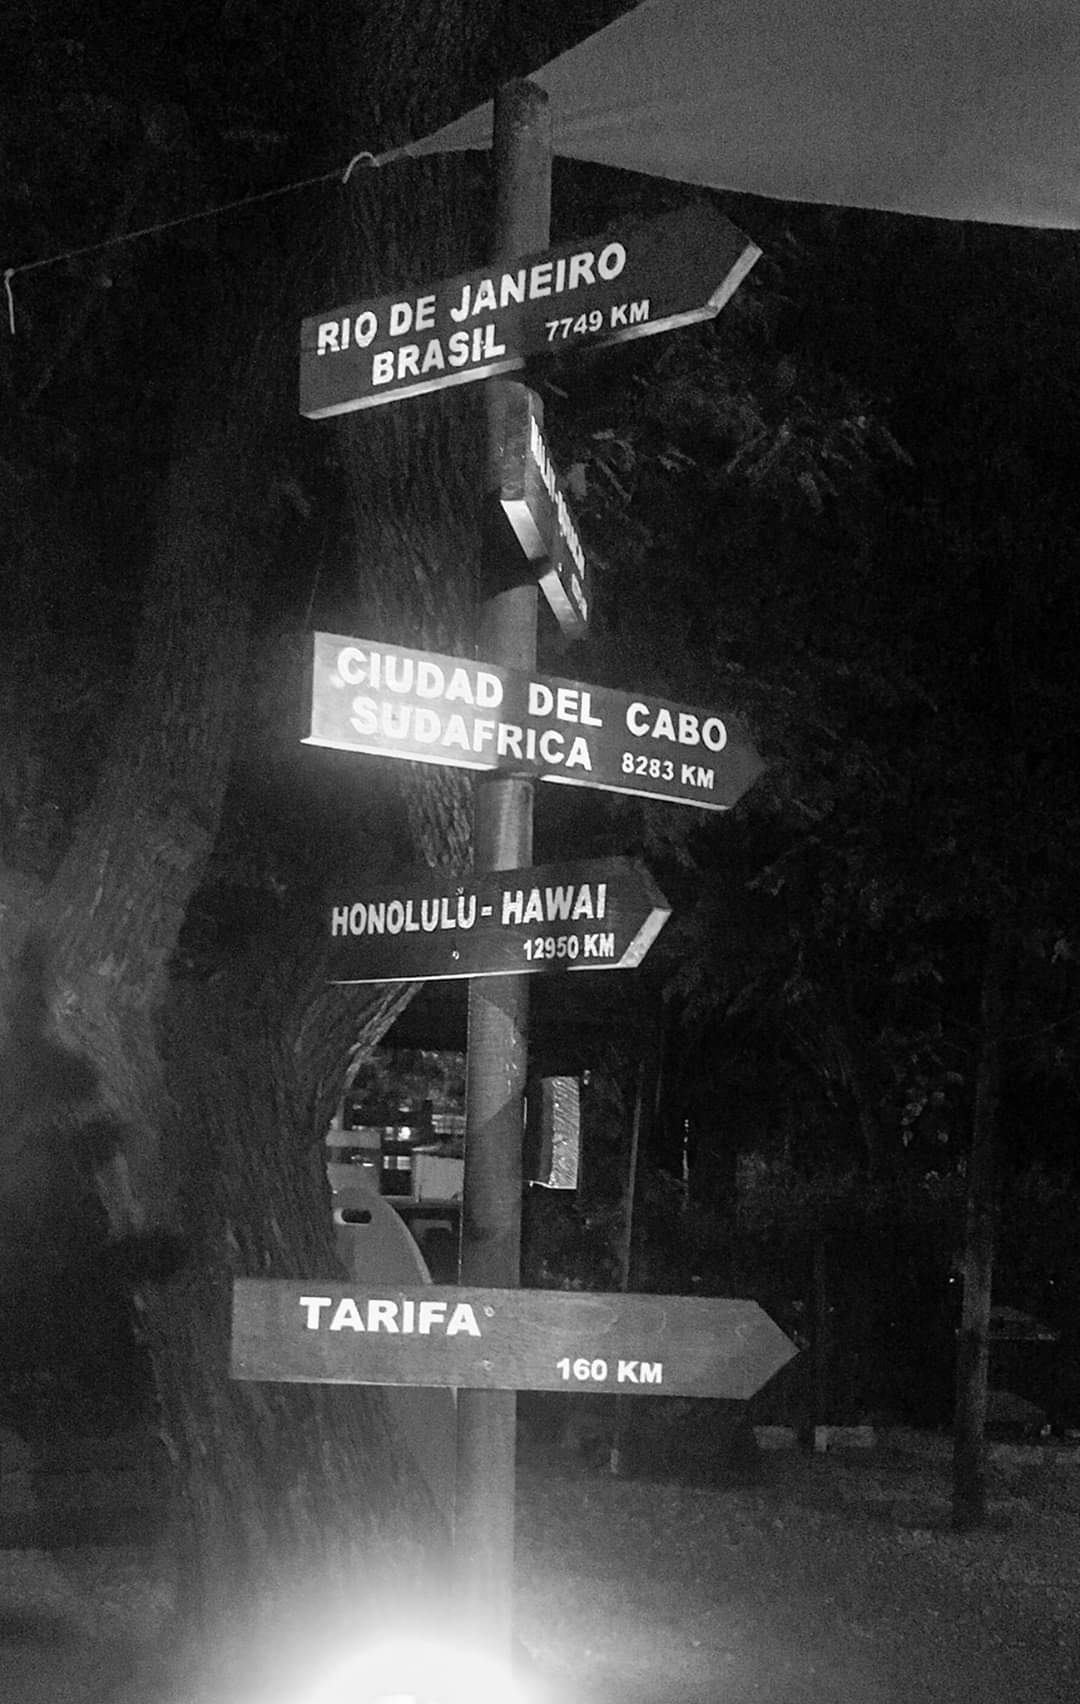 RIO DE JANEIRO
BRASIL 7749 KM
CIUDAD DEL CABO
SUDAFRICA 8283 KM
HONOLULU - HAWAI
12950 KM
TARIFA
160 KM